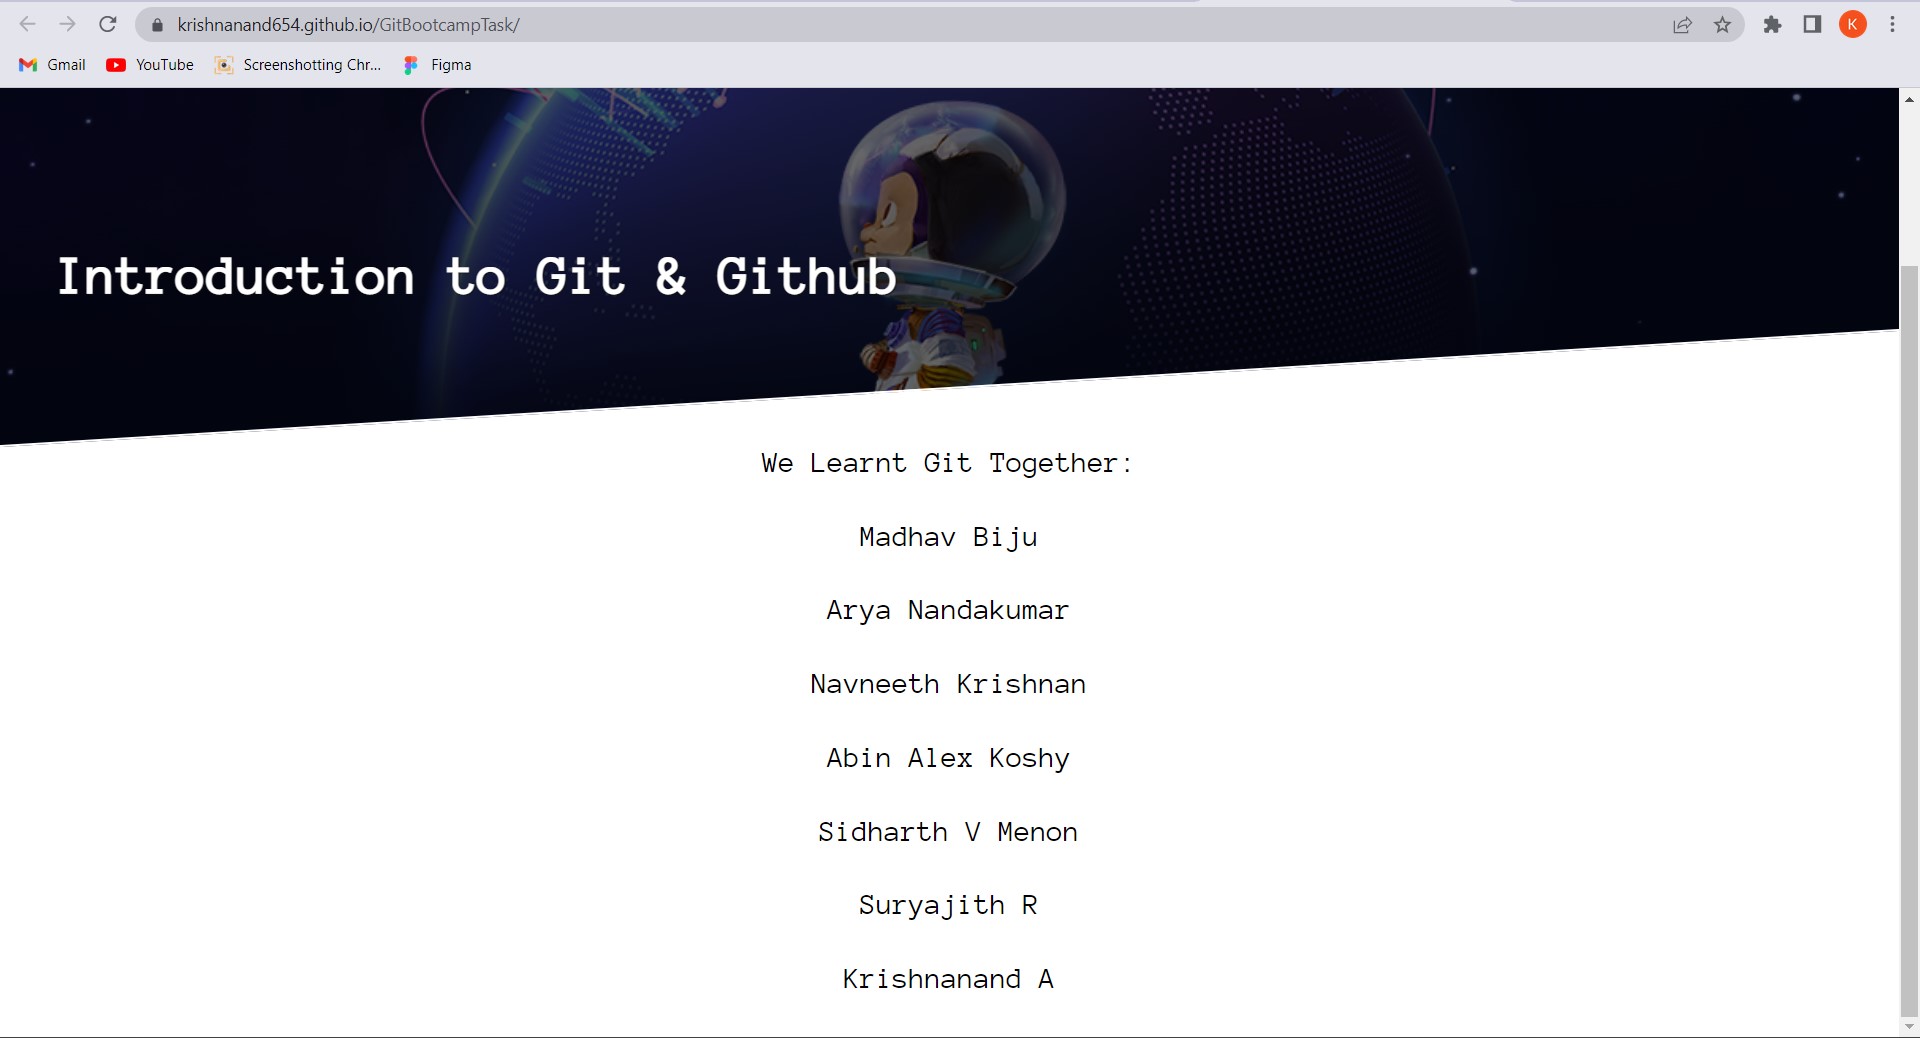 krishnanand654.github.io/GitBootcampTask/
K
Gmail YouTube Screenshotting Chr... Figma
Introduction to Git & Github
We Learnt Git Together:
Madhav Biju
Arya Nandakumar
Navneeth Krishnan
Abin Alex Koshy
Sidharth V Menon
Suryajith R
Krishnanand A